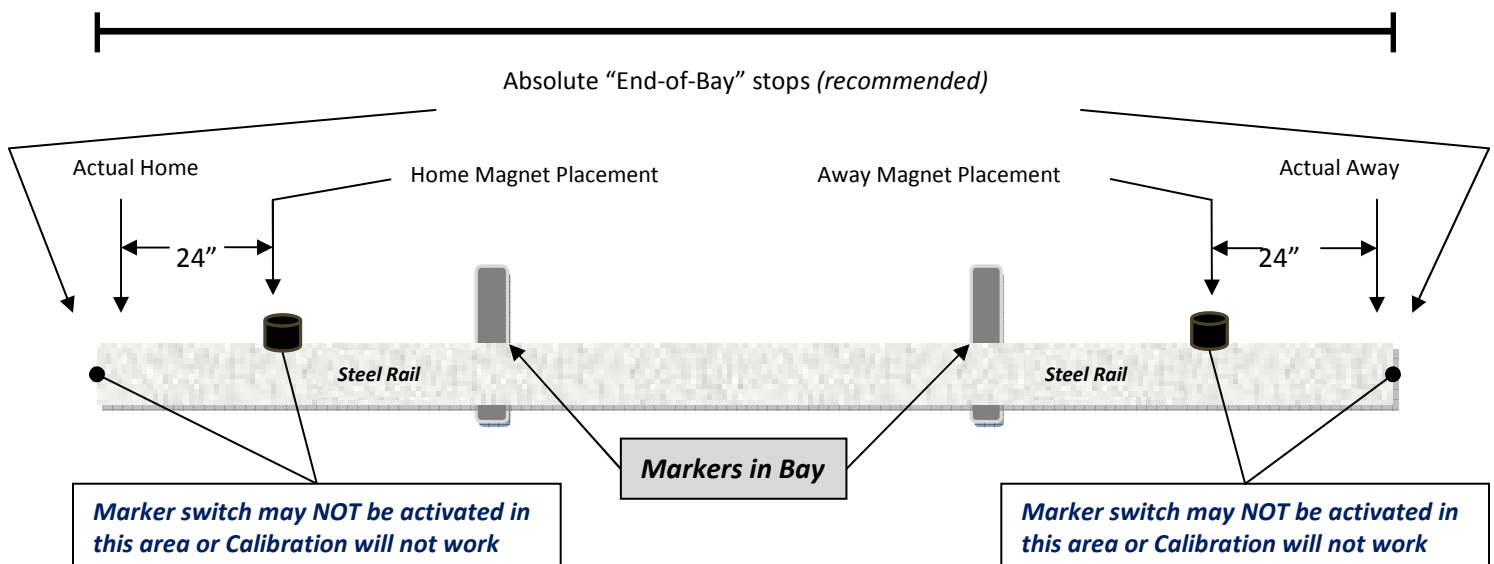 Absolute “End-of-Bay” stops (recommended)
Actual Home
Home Magnet Placement
Away Magnet Placement
Actual Away
24”
24”
Steel Rail
Steel Rail
Markers in Bay
Marker switch may NOT be activated in
this area or Calibration will not work
Marker switch may NOT be activated in
this area or Calibration will not work